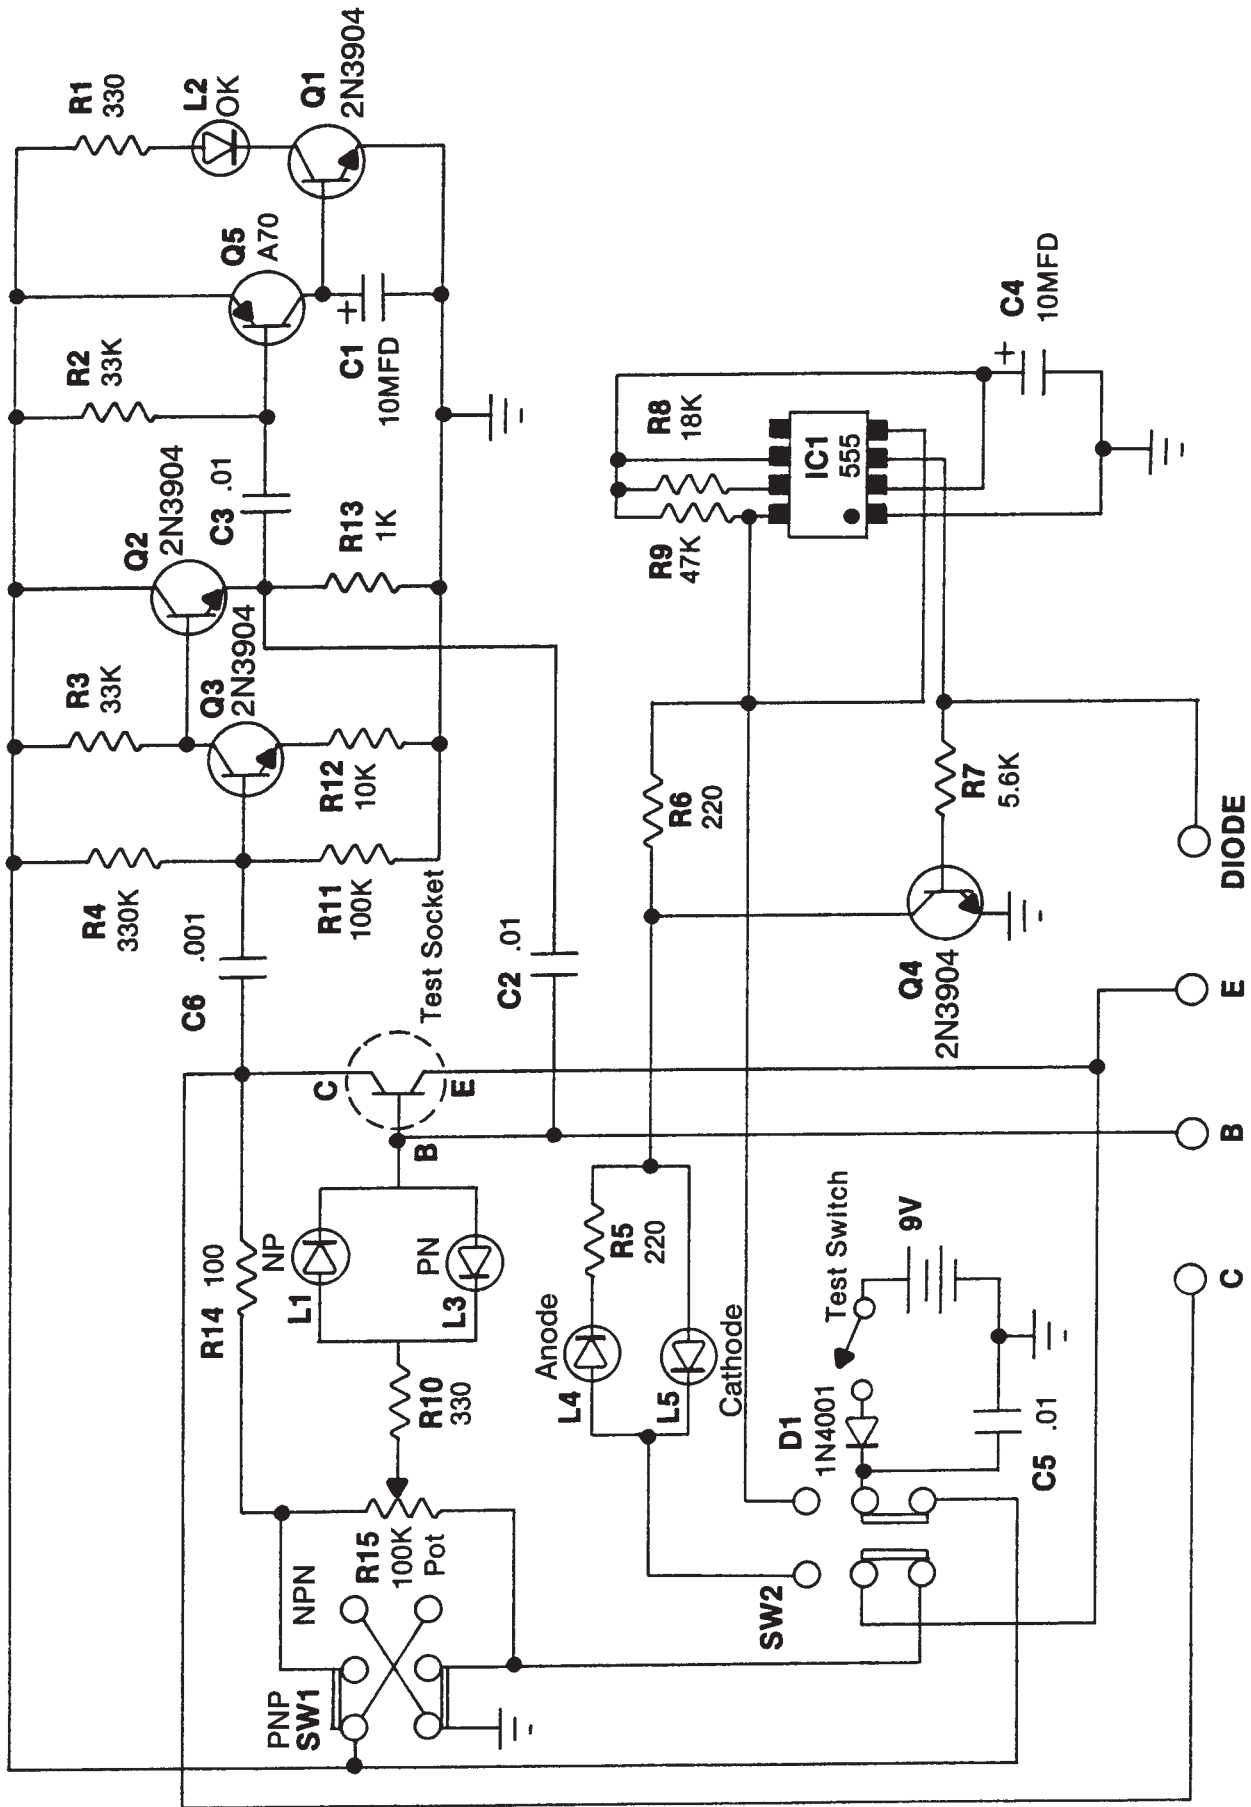 R1
330
L2
OK
Q1
2N3904
Q5
A70
R2
33K
+
C1
10MFD
Q2
2N3904
C3 .01
R13
1K
R3
33K
Q3
2N3904
R12
10K
R4
330K
R11
100K
C6 .001
Test Socket
C
B
E
C2 .01
R14 100
NP
L1
PN
L3
R10
330
R15
100K
Pot
NPN
PNP
SW1
R8
18K
R9
47K
IC1
555
+
C4
10MFD
R6
220
R7
5.6K
Q4
2N3904
R5
220
Anode
L4
L5
Cathode
Test Switch
9V
D1
1N4001
C5 .01
SW2
DIODE
E
B
C